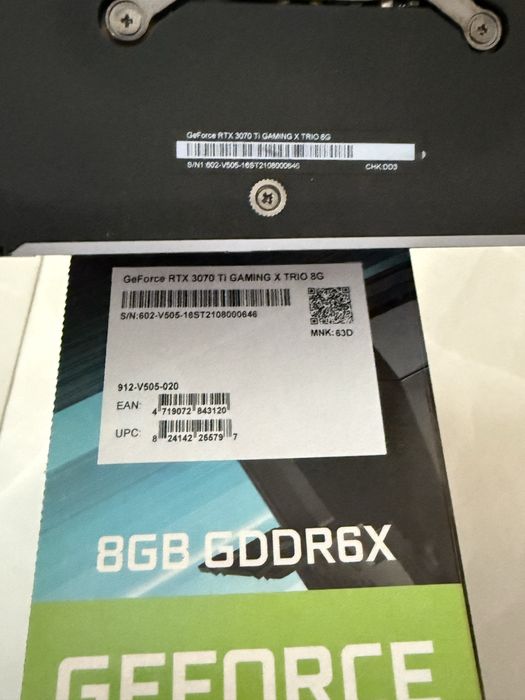 GeForce RTX 3070 Ti GAMING X TRIO 8G
S/N1:602-V505-16ST2108000646 CHK:DD3
GeForce RTX 3070 Ti GAMING X TRIO 8G
S/N:602-V505-16ST2108000646
MNK: 63D
912-V505-020
EAN:
4 719072 843120
UPC:
8 24142 25579 7
8GB GDDR6X
GEFORCE